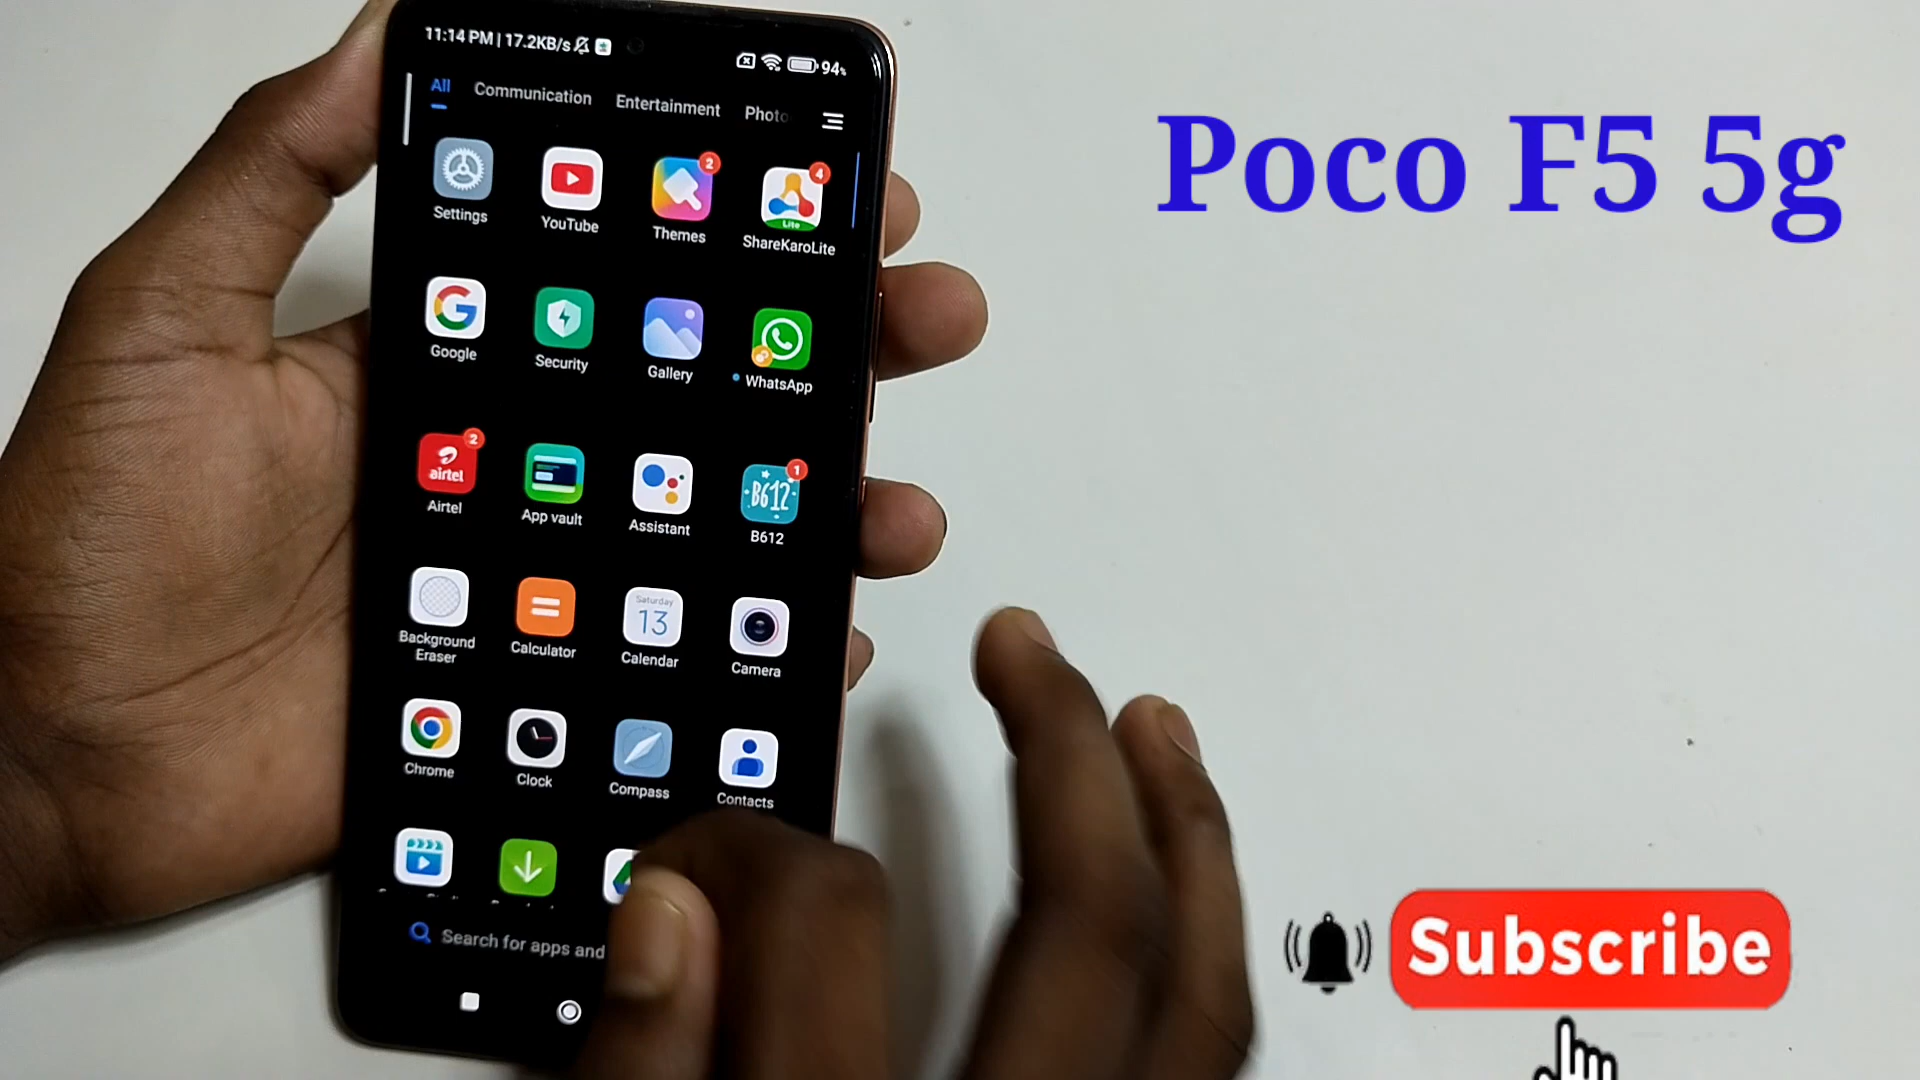 11:14 PM | 17.2KB/s
94%
All Communication Entertainment Photo
2 4
Lite
Settings YouTube Themes ShareKaroLite
Google Security Gallery WhatsApp
2 1
airtel B612
Airtel App vault Assistant B612
Saturday
13
Background Eraser Calculator Calendar Camera
Chrome Clock Compass Contacts
Search for apps and
Poco F5 5g
Subscribe